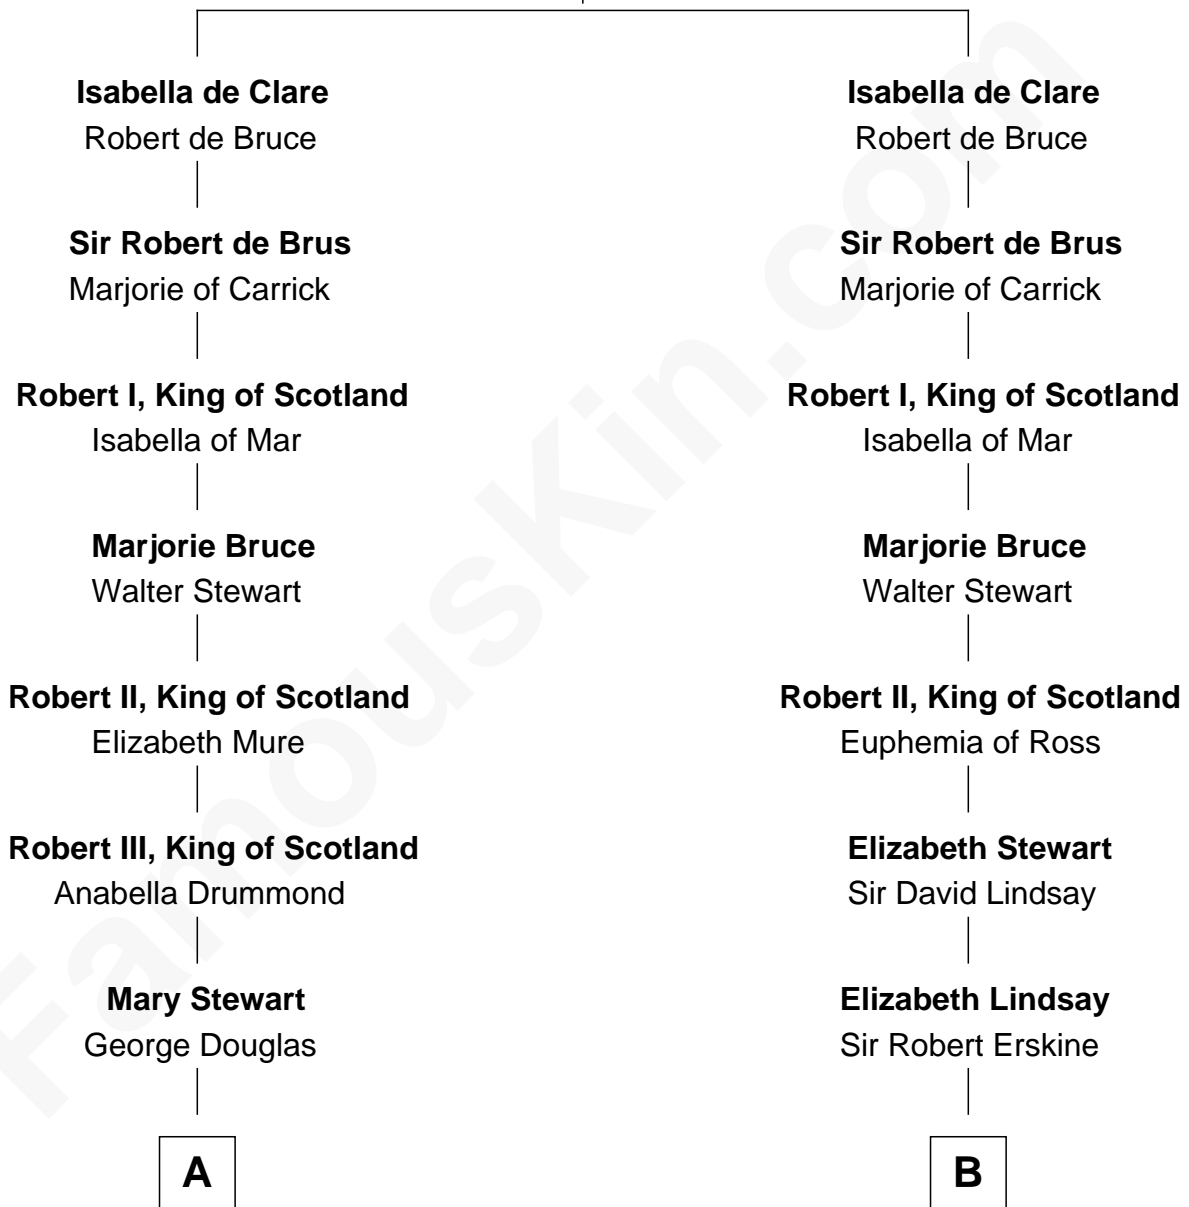 Isabella de Clare
Robert de Bruce
Sir Robert de Brus
Marjorie of Carrick
Robert I, King of Scotland
Isabella of Mar
Marjorie Bruce
Walter Stewart
Robert II, King of Scotland
Elizabeth Mure
Robert III, King of Scotland
Anabella Drummond
Mary Stewart
George Douglas
A
Isabella de Clare
Robert de Bruce
Sir Robert de Brus
Marjorie of Carrick
Robert I, King of Scotland
Isabella of Mar
Marjorie Bruce
Walter Stewart
Robert II, King of Scotland
Euphemia of Ross
Elizabeth Stewart
Sir David Lindsay
Elizabeth Lindsay
Sir Robert Erskine
B
FamousKin.com